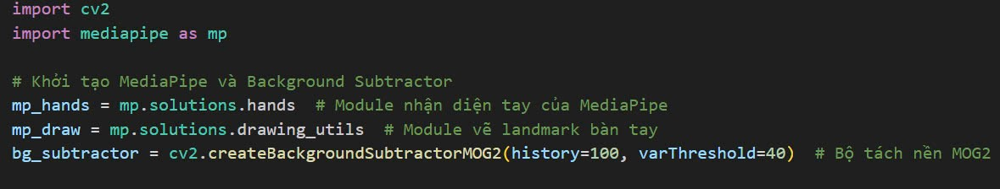 import cv2
import mediapipe as mp
# Khởi tạo MediaPipe và Background Subtractor
mp_hands = mp.solutions.hands  # Module nhận diện tay của MediaPipe
mp_draw = mp.solutions.drawing_utils  # Module vẽ landmark bàn tay
bg_subtractor = cv2.createBackgroundSubtractorMOG2(history=100, varThreshold=40)  # Bộ tách nền MOG2